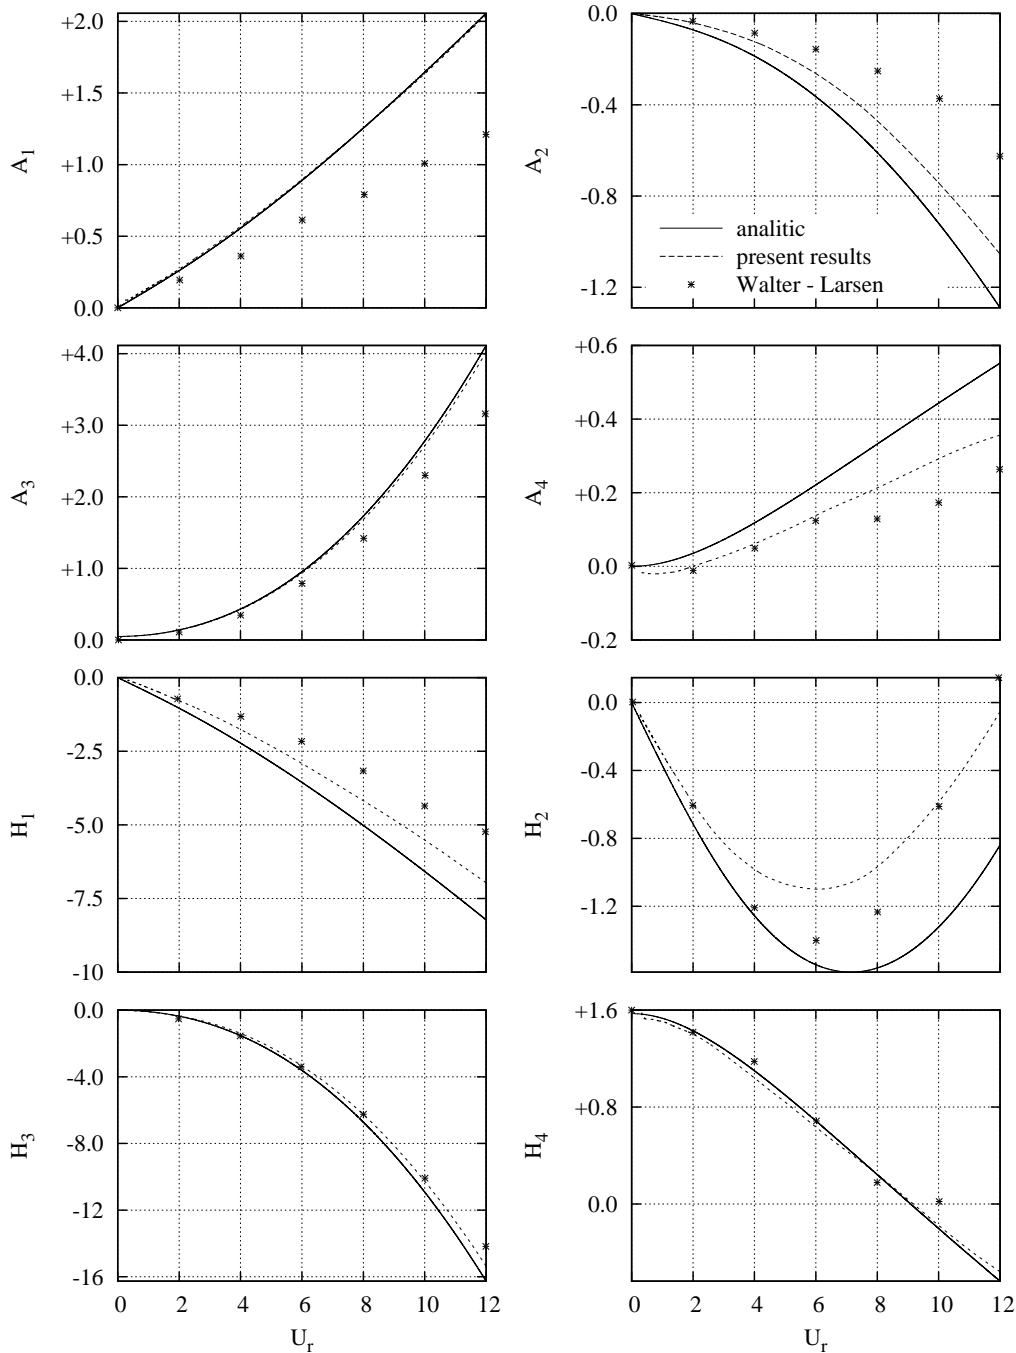 +2.0
+1.5
+1.0
+0.5
0.0
A1
0.0
-0.4
-0.8
-1.2
A2
analitic
present results
Walter - Larsen
+4.0
+3.0
+2.0
+1.0
0.0
A3
+0.6
+0.4
+0.2
0.0
-0.2
A4
0.0
-2.5
-5.0
-7.5
-10
H1
0.0
-0.4
-0.8
-1.2
H2
0.0
-4.0
-8.0
-12
-16
H3
0 2 4 6 8 10 12
Ur
+1.6
+0.8
0.0
H4
0 2 4 6 8 10 12
Ur